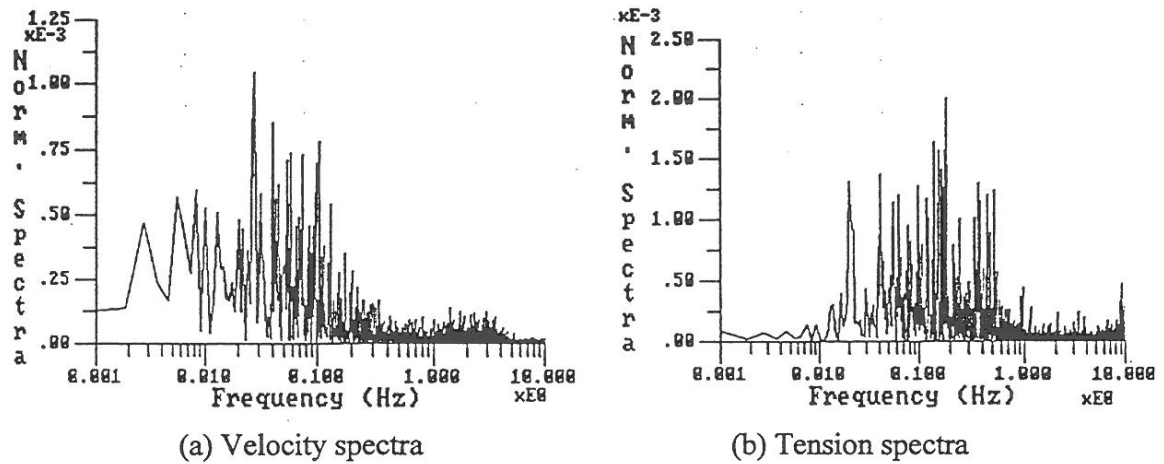 1.25
xE-3
1.00
.75
.50
.25
.00
Norm. Spectra
0.001
0.010
0.100
1.000
10.000
Frequency (Hz)
xE0
(a) Velocity spectra
xE-3
2.50
2.00
1.50
1.00
.50
.00
Norm. Spectra
0.001
0.010
0.100
1.000
10.000
Frequency (Hz)
xE0
(b) Tension spectra